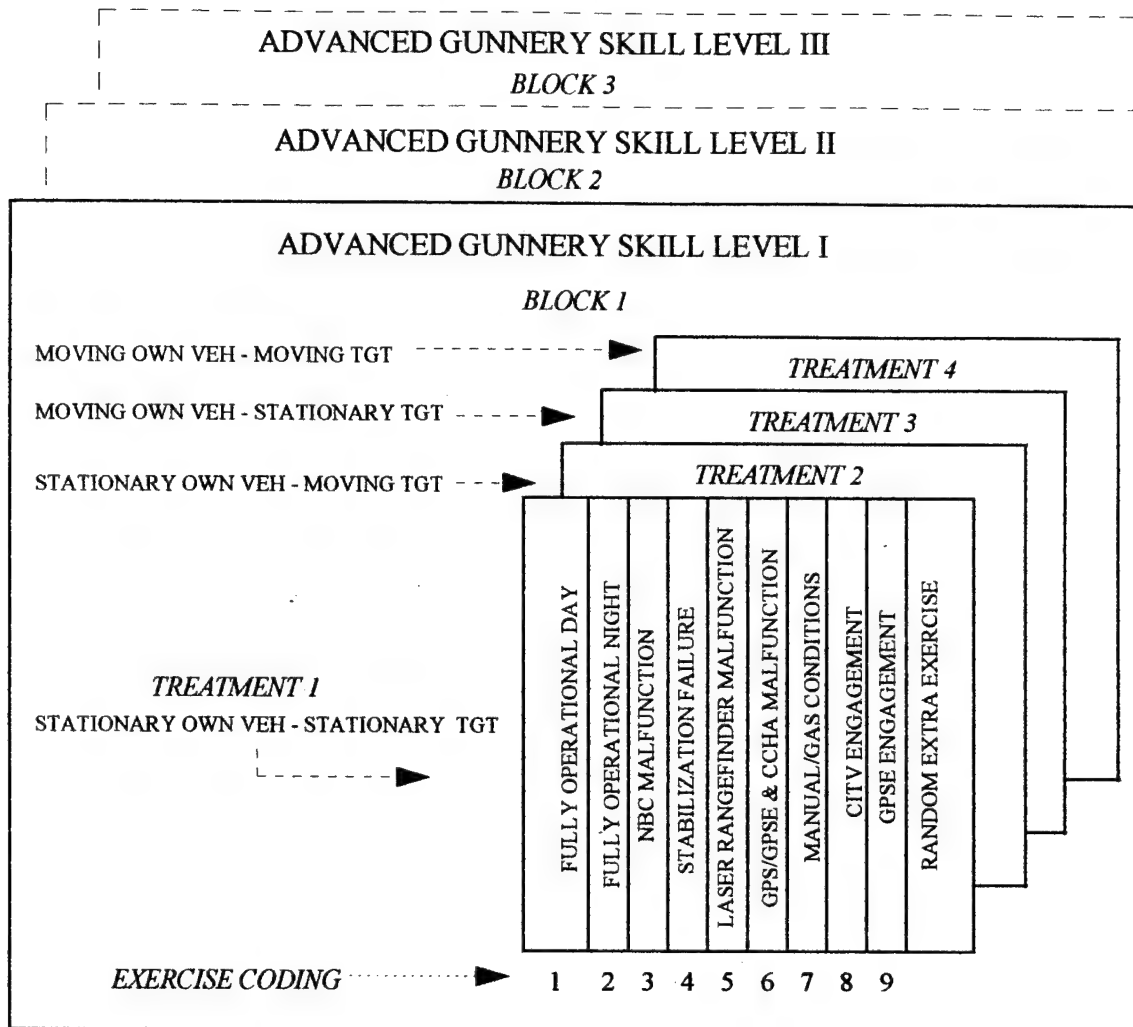 ADVANCED GUNNERY SKILL LEVEL III
BLOCK 3
ADVANCED GUNNERY SKILL LEVEL II
BLOCK 2
ADVANCED GUNNERY SKILL LEVEL I
BLOCK 1
MOVING OWN VEH - MOVING TGT
TREATMENT 4
MOVING OWN VEH - STATIONARY TGT
TREATMENT 3
STATIONARY OWN VEH - MOVING TGT
TREATMENT 2
TREATMENT 1
STATIONARY OWN VEH - STATIONARY TGT
FULLY OPERATIONAL DAY
FULLY OPERATIONAL NIGHT
NBC MALFUNCTION
STABILIZATION FAILURE
LASER RANGEFINDER MALFUNCTION
GPS/GPSE & CCHA MALFUNCTION
MANUAL/GAS CONDITIONS
CITV ENGAGEMENT
GPSE ENGAGEMENT
RANDOM EXTRA EXERCISE
EXERCISE CODING
1 2 3 4 5 6 7 8 9